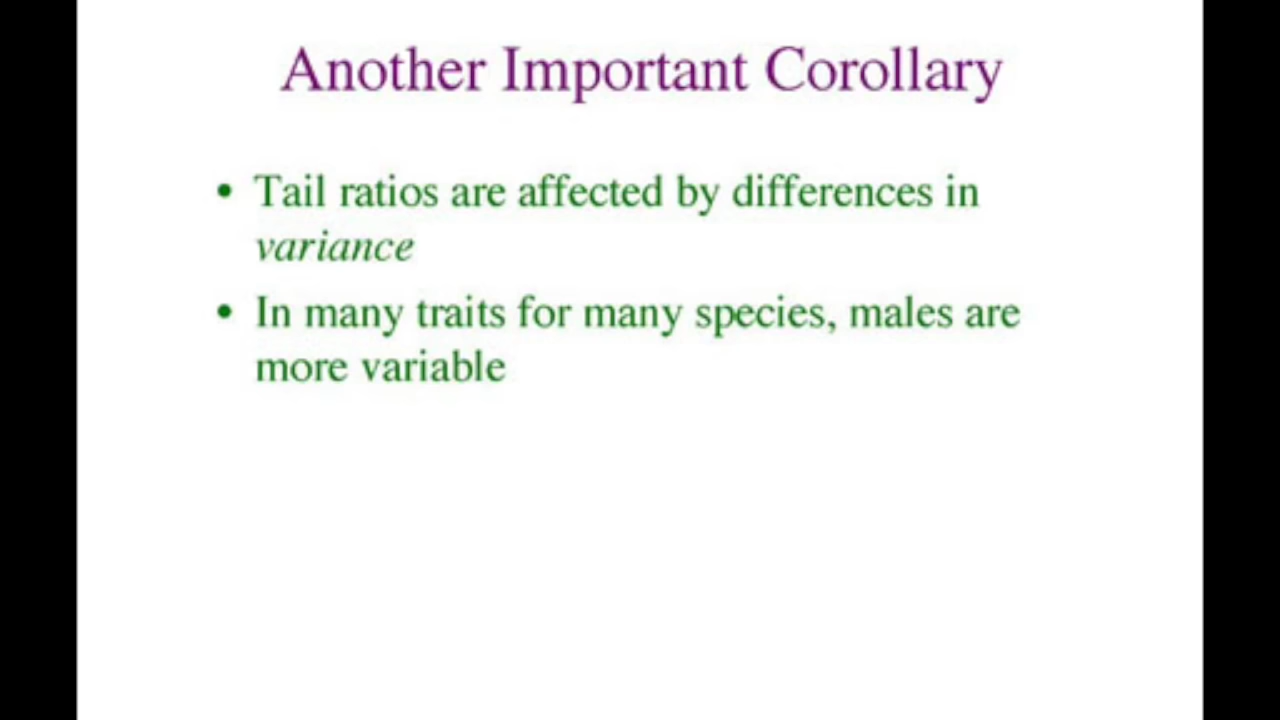 Another Important Corollary
• Tail ratios are affected by differences in
variance
• In many traits for many species, males are
more variable